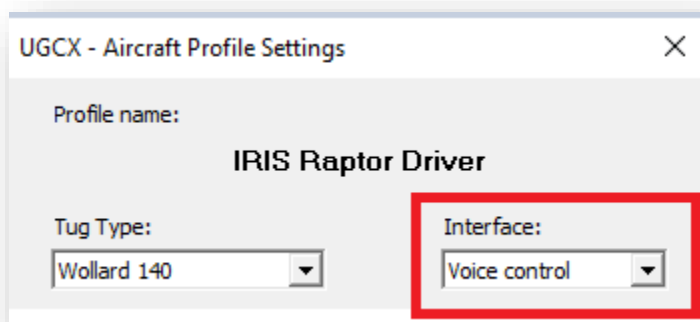 UGCX - Aircraft Profile Settings
Profile name:
IRIS Raptor Driver
Tug Type:
Interface:
Wollard 140
Voice control